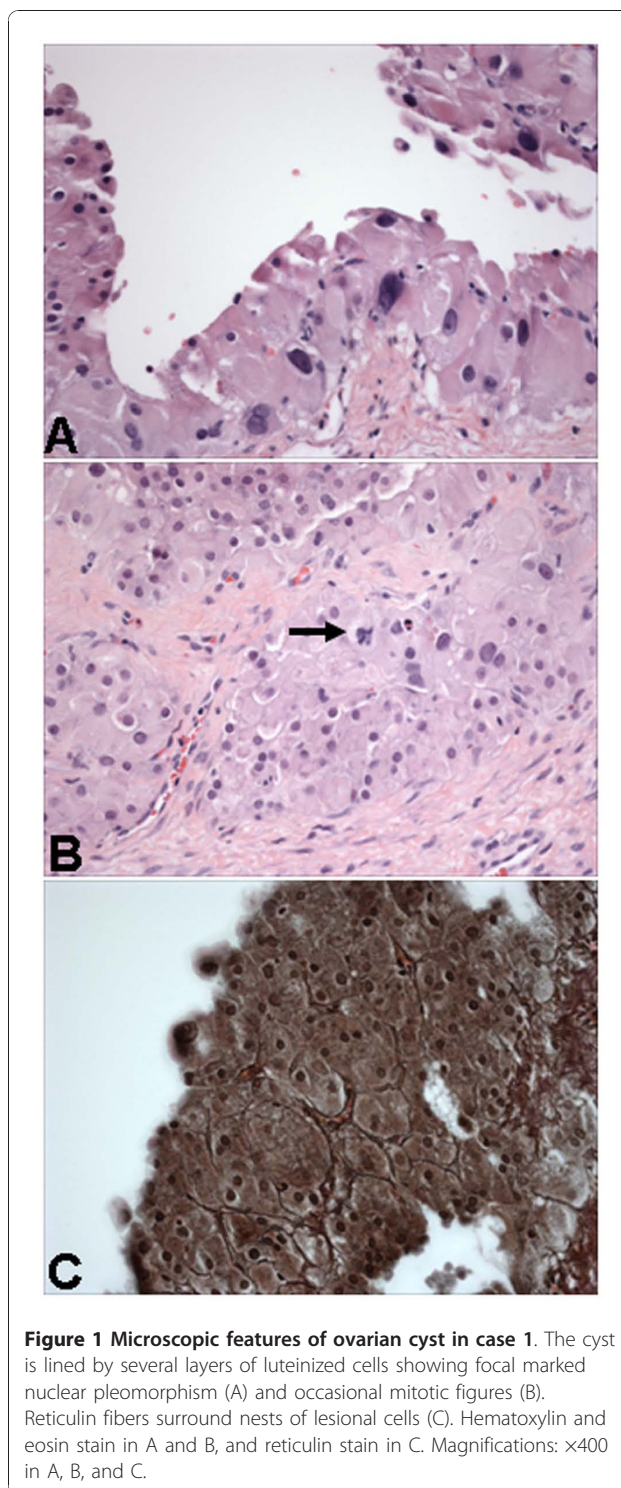 A
B
C
Figure 1 Microscopic features of ovarian cyst in case 1. The cyst
is lined by several layers of luteinized cells showing focal marked
nuclear pleomorphism (A) and occasional mitotic figures (B).
Reticulin fibers surround nests of lesional cells (C). Hematoxylin and
eosin stain in A and B, and reticulin stain in C. Magnifications: ×400
in A, B, and C.